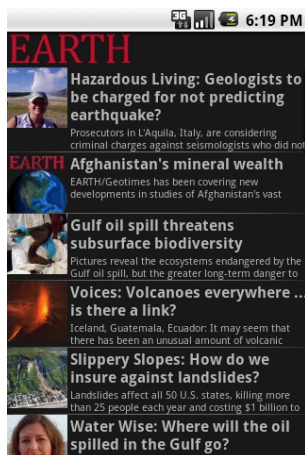 3G 6:19 PM
EARTH
Hazardous Living: Geologists to
be charged for not predicting
earthquake?
Prosecutors in L'Aquila, Italy, are considering
criminal charges against seismologists who did not
EARTH
Afghanistan's mineral wealth
EARTH/Geotimes has been covering new
developments in studies of Afghanistan's vast
Gulf oil spill threatens
subsurface biodiversity
Pictures reveal the ecosystems endangered by the
Gulf oil spill, but the greater long-term danger to
Voices: Volcanoes everywhere ...
is there a link?
Iceland, Guatemala, Ecuador: It may seem that
there has been an unusual amount of volcanic
Slippery Slopes: How do we
insure against landslides?
Landslides affect all 50 U.S. states, killing more
than 25 people each year and costing $1 billion to
Water Wise: Where will the oil
spilled in the Gulf go?